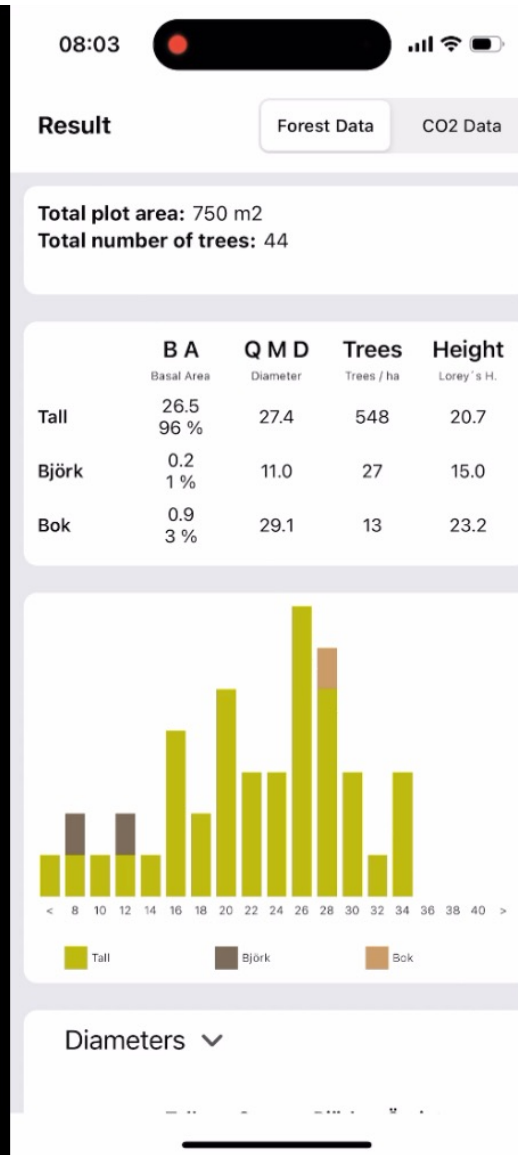 08:03
Result
Forest Data
CO2 Data
Total plot area: 750 m2
Total number of trees: 44
B A
Q M D
Trees
Height
Basal Area
Diameter
Trees / ha
Lorey´s H.
Tall
26.5
96 %
27.4
548
20.7
Björk
0.2
1 %
11.0
27
15.0
Bok
0.9
3 %
29.1
13
23.2
< 8 10 12 14 16 18 20 22 24 26 28 30 32 34 36 38 40 >
Tall
Björk
Bok
Diameters